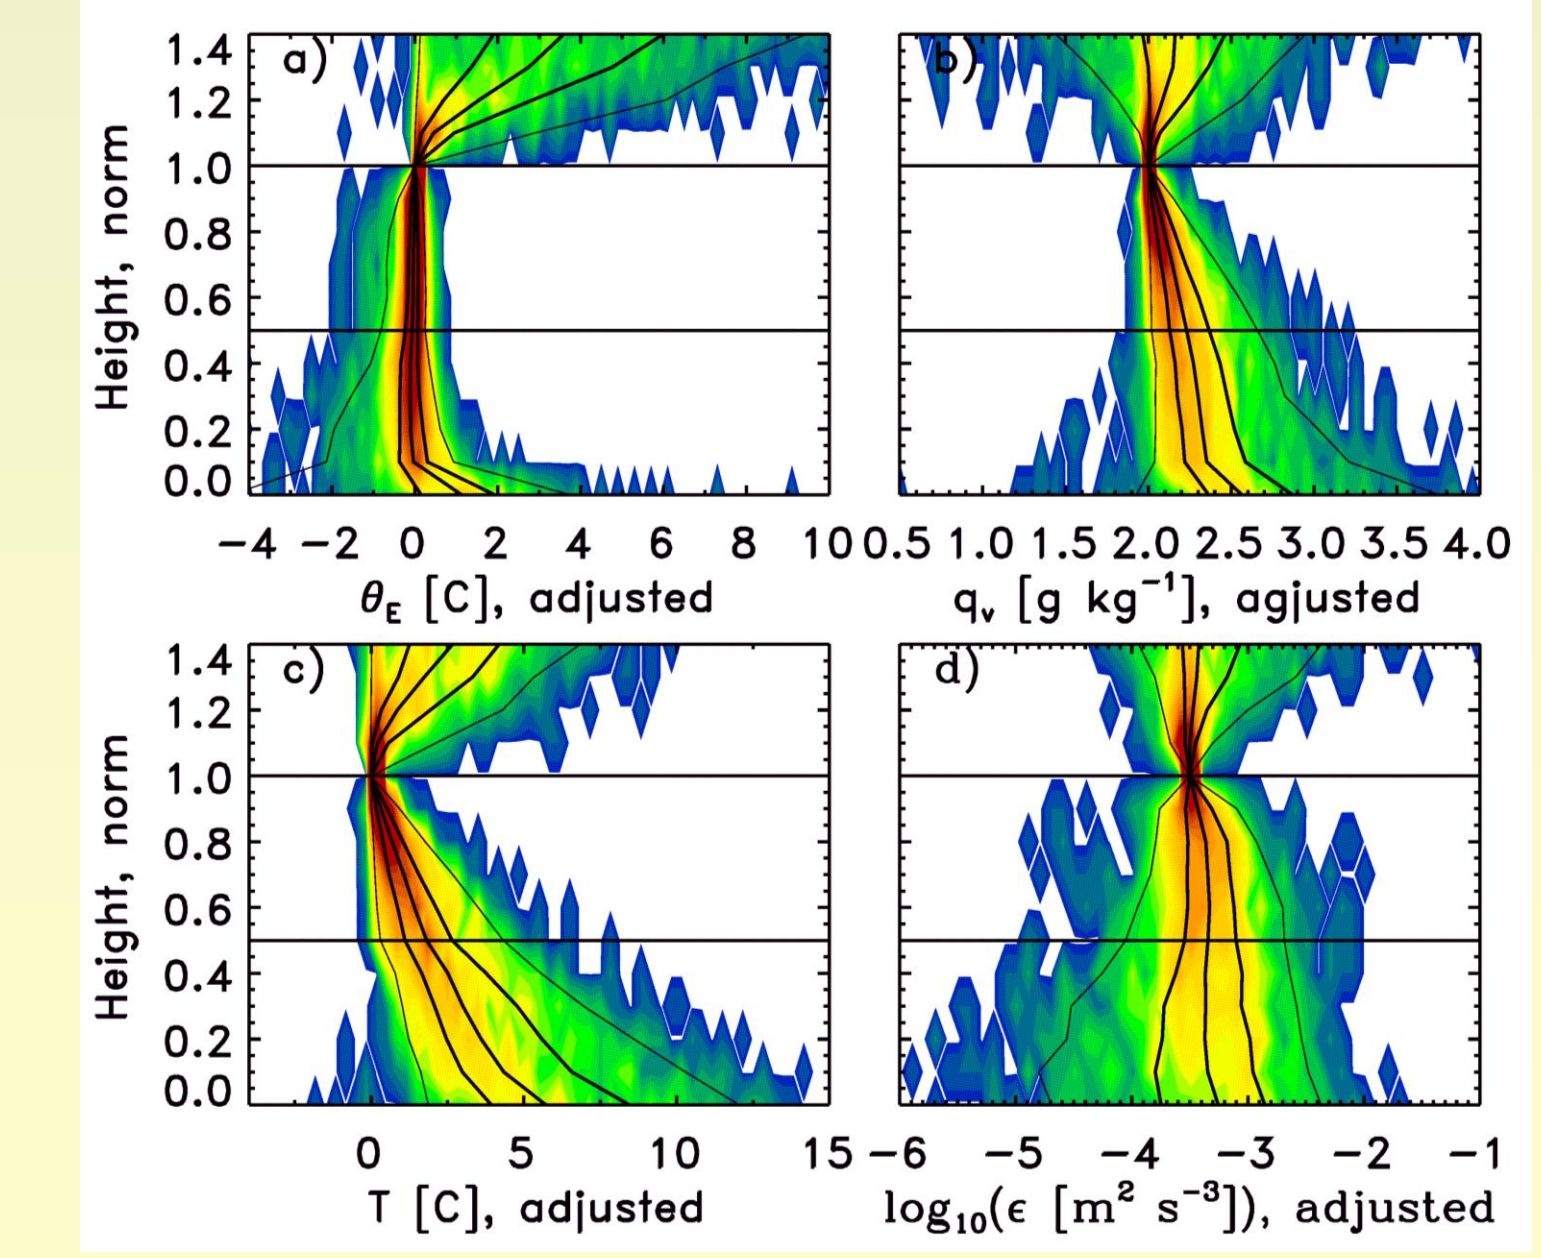 a)
b)
1.4
1.2
1.0
0.8
0.6
0.4
0.2
0.0
Height, norm
−4 −2 0 2 4 6 8 10
0.5 1.0 1.5 2.0 2.5 3.0 3.5 4.0
θE [C], adjusted
qv [g kg⁻¹], agjusted
c)
d)
1.4
1.2
1.0
0.8
0.6
0.4
0.2
0.0
Height, norm
0 5 10 15
−6 −5 −4 −3 −2 −1
T [C], adjusted
log₁₀(ϵ [m² s⁻³]), adjusted